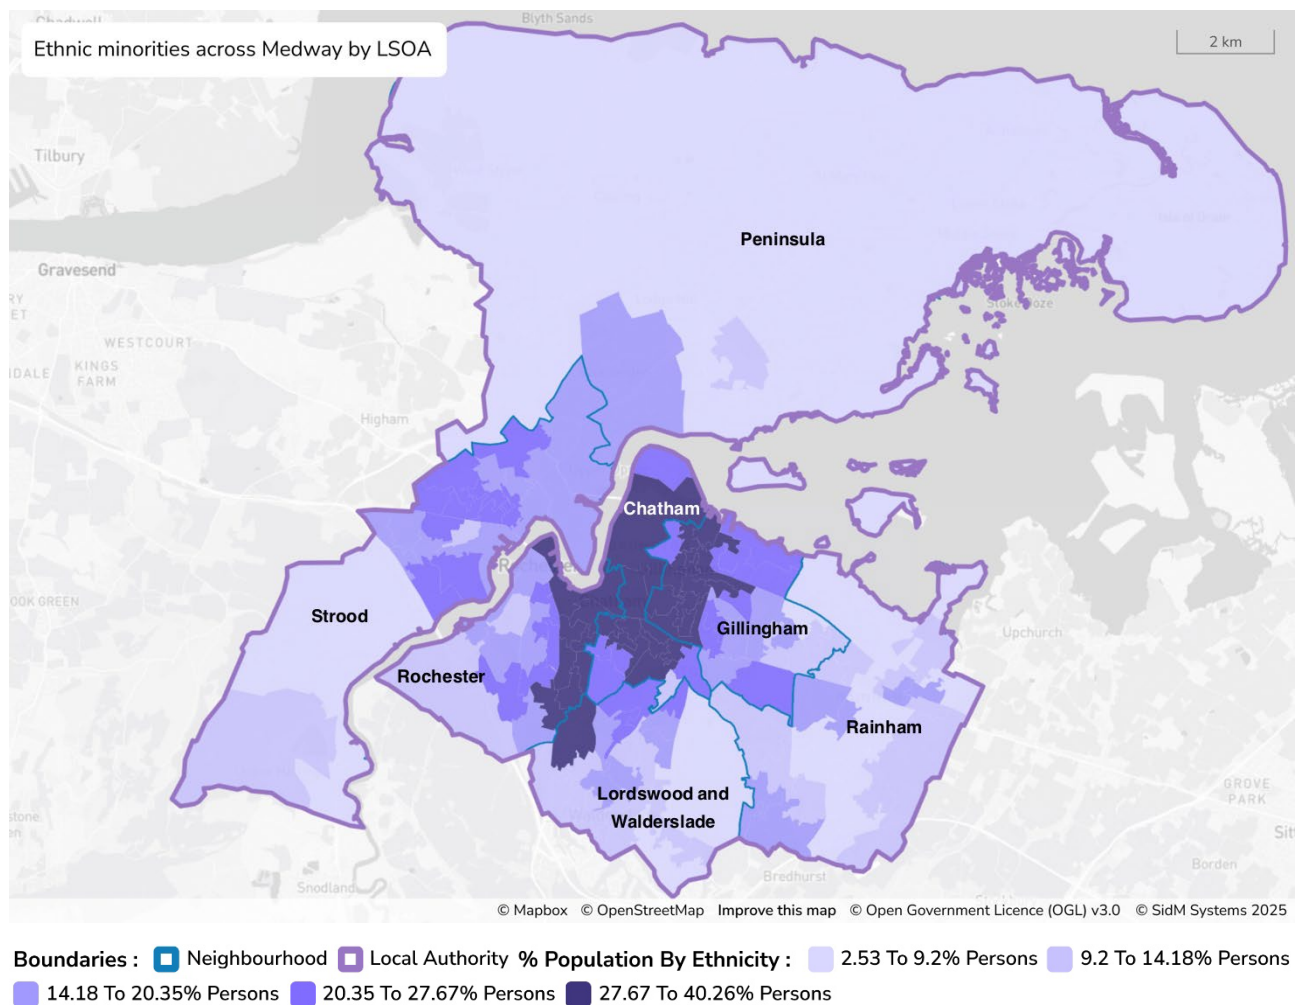 Blyth Sands
Ethnic minorities across Medway by LSOA
2 km
Tilbury
Peninsula
Gravesend
Stoke Ooze
WESTCOURT
KINGS
FARM
Higham
Chatham
Strood
Gillingham
Upchurch
Rochester
Rainham
Lordswood and
Walderslade
GROVE
PARK
Borden
Bredhurst
Snodland
© Mapbox © OpenStreetMap Improve this map © Open Government Licence (OGL) v3.0 © SidM Systems 2025
Boundaries : Neighbourhood Local Authority % Population By Ethnicity : 2.53 To 9.2% Persons 9.2 To 14.18% Persons
14.18 To 20.35% Persons 20.35 To 27.67% Persons 27.67 To 40.26% Persons